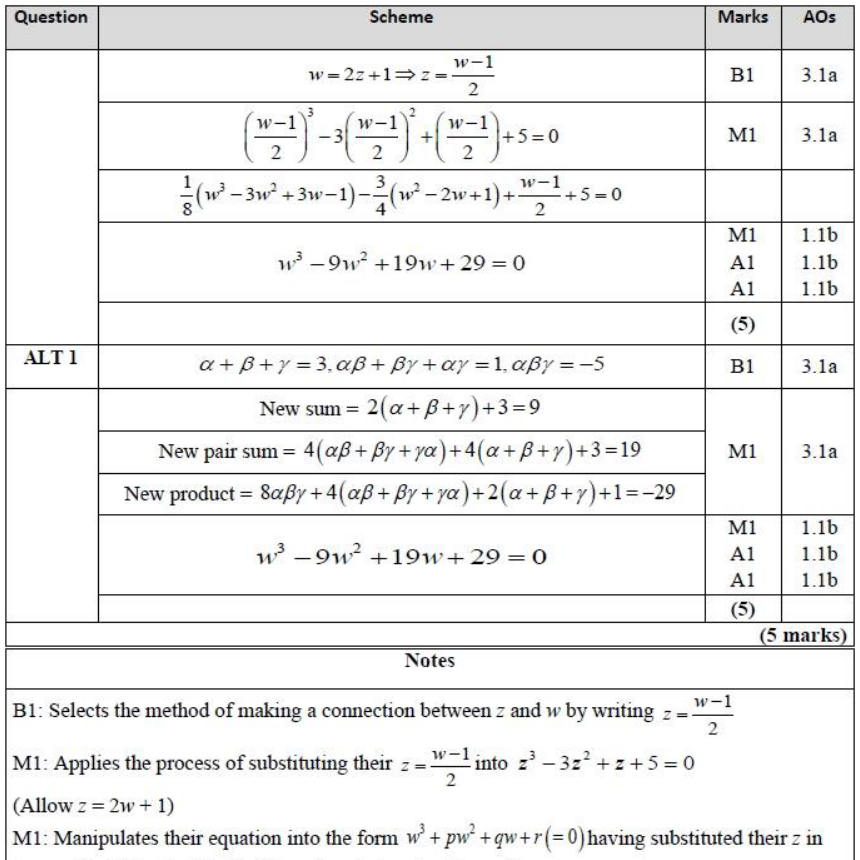 Question Scheme Marks AOs
w = 2z + 1 ⇒ z = (w−1)/2 B1 3.1a
((w−1)/2)³ − 3((w−1)/2)² + ((w−1)/2) + 5 = 0 M1 3.1a
1/8(w³ − 3w² + 3w − 1) − 3/4(w² − 2w + 1) + (w−1)/2 + 5 = 0
w³ − 9w² + 19w + 29 = 0
M1 1.1b
A1 1.1b
A1 1.1b
(5)
ALT 1 α + β + γ = 3, αβ + βγ + αγ = 1, αβγ = −5 B1 3.1a
New sum = 2(α + β + γ) + 3 = 9
New pair sum = 4(αβ + βγ + γα) + 4(α + β + γ) + 3 = 19 M1 3.1a
New product = 8αβγ + 4(αβ + βγ + γα) + 2(α + β + γ) + 1 = −29
w³ − 9w² + 19w + 29 = 0
M1 1.1b
A1 1.1b
A1 1.1b
(5)
(5 marks)
Notes
B1: Selects the method of making a connection between z and w by writing z = (w−1)/2
M1: Applies the process of substituting their z = (w−1)/2 into z³ − 3z² + z + 5 = 0
(Allow z = 2w + 1)
M1: Manipulates their equation into the form w³ + pw² + qw + r (= 0) having substituted their z in